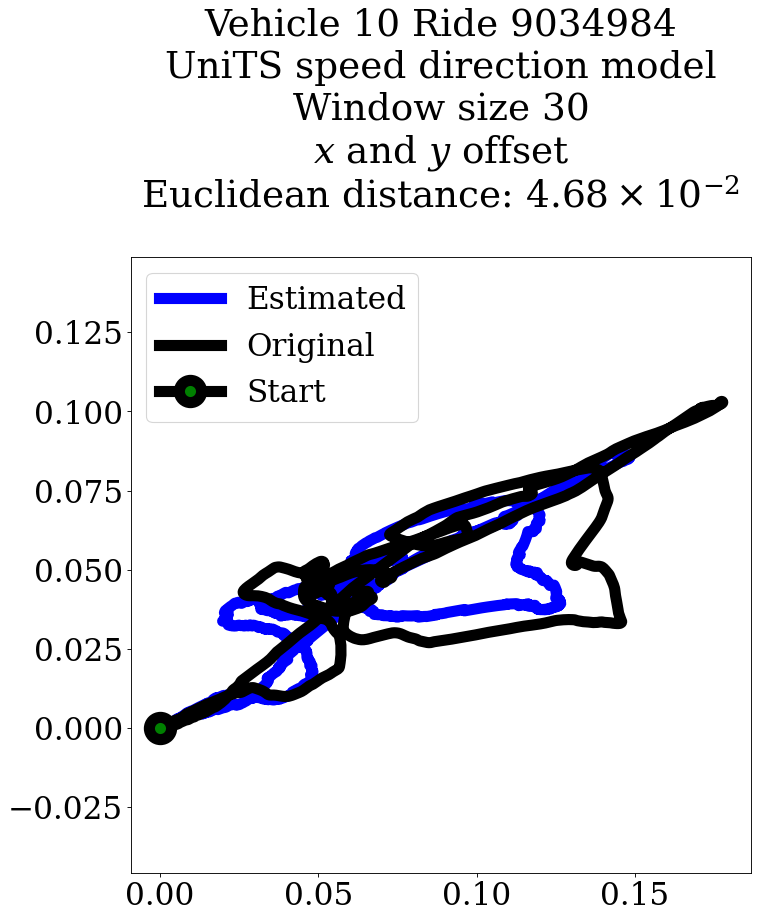 Vehicle 10 Ride 9034984
UniTS speed direction model
Window size 30
x and y offset
Euclidean distance: 4.68 × 10⁻²
Estimated
Original
Start
0.125
0.100
0.075
0.050
0.025
0.000
−0.025
0.00 0.05 0.10 0.15